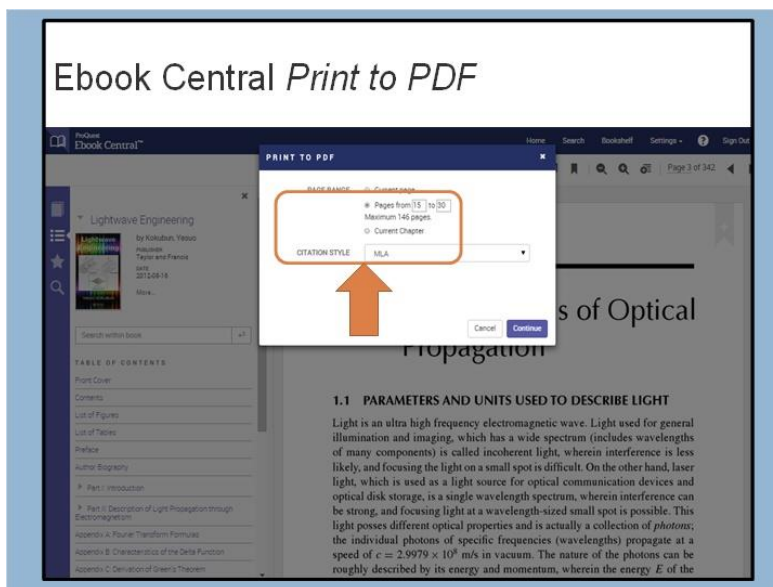 Ebook Central Print to PDF
ProQuest
Ebook Central™
Home Search Bookshelf Settings ? Sign Out
PRINT TO PDF
Page 3 of 342
PAGE RANGE Current page
Pages from 15 to 30
Maximum 146 pages.
Current Chapter
CITATION STYLE MLA
Cancel Continue
Lightwave Engineering
Lightwave Engineering
by Kokubun, Yasuo
PUBLISHER
Taylor and Francis
DATE
2012-08-16
More...
Search within book
TABLE OF CONTENTS
Front Cover
Contents
List of Figures
List of Tables
Preface
Author Biography
Part I Introduction
Part II Description of Light Propagation through
Electromagnetism
Appendix A: Fourier Transform Formulas
Appendix B: Characteristics of the Delta Function
Appendix C: Derivation of Green's Theorem
s of Optical
Propagation
1.1 PARAMETERS AND UNITS USED TO DESCRIBE LIGHT
Light is an ultra high frequency electromagnetic wave. Light used for general
illumination and imaging, which has a wide spectrum (includes wavelengths
of many components) is called incoherent light, wherein interference is less
likely, and focusing the light on a small spot is difficult. On the other hand, laser
light, which is used as a light source for optical communication devices and
optical disk storage, is a single wavelength spectrum, wherein interference can
be strong, and focusing light at a wavelength-sized small spot is possible. This
light posses different optical properties and is actually a collection of photons;
the individual photons of specific frequencies (wavelengths) propagate at a
speed of c = 2.9979 × 10⁸ m/s in vacuum. The nature of the photons can be
roughly described by its energy and momentum, wherein the energy E of the